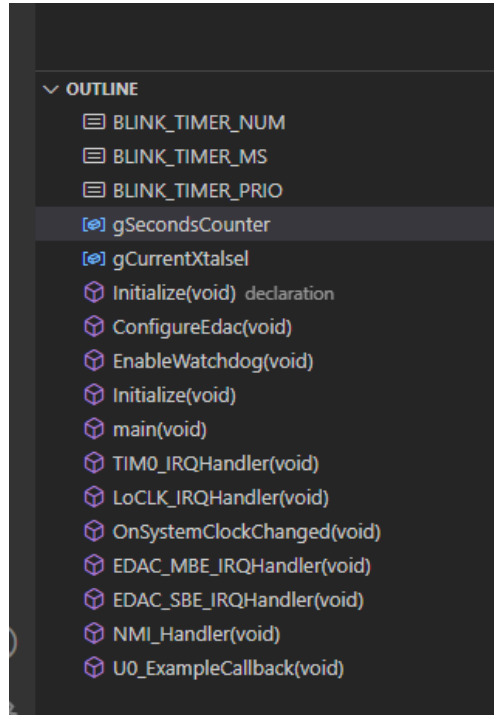 OUTLINE
BLINK_TIMER_NUM
BLINK_TIMER_MS
BLINK_TIMER_PRIO
gSecondsCounter
gCurrentXtalsel
Initialize(void) declaration
ConfigureEdac(void)
EnableWatchdog(void)
Initialize(void)
main(void)
TIM0_IRQHandler(void)
LoCLK_IRQHandler(void)
OnSystemClockChanged(void)
EDAC_MBE_IRQHandler(void)
EDAC_SBE_IRQHandler(void)
NMI_Handler(void)
U0_ExampleCallback(void)